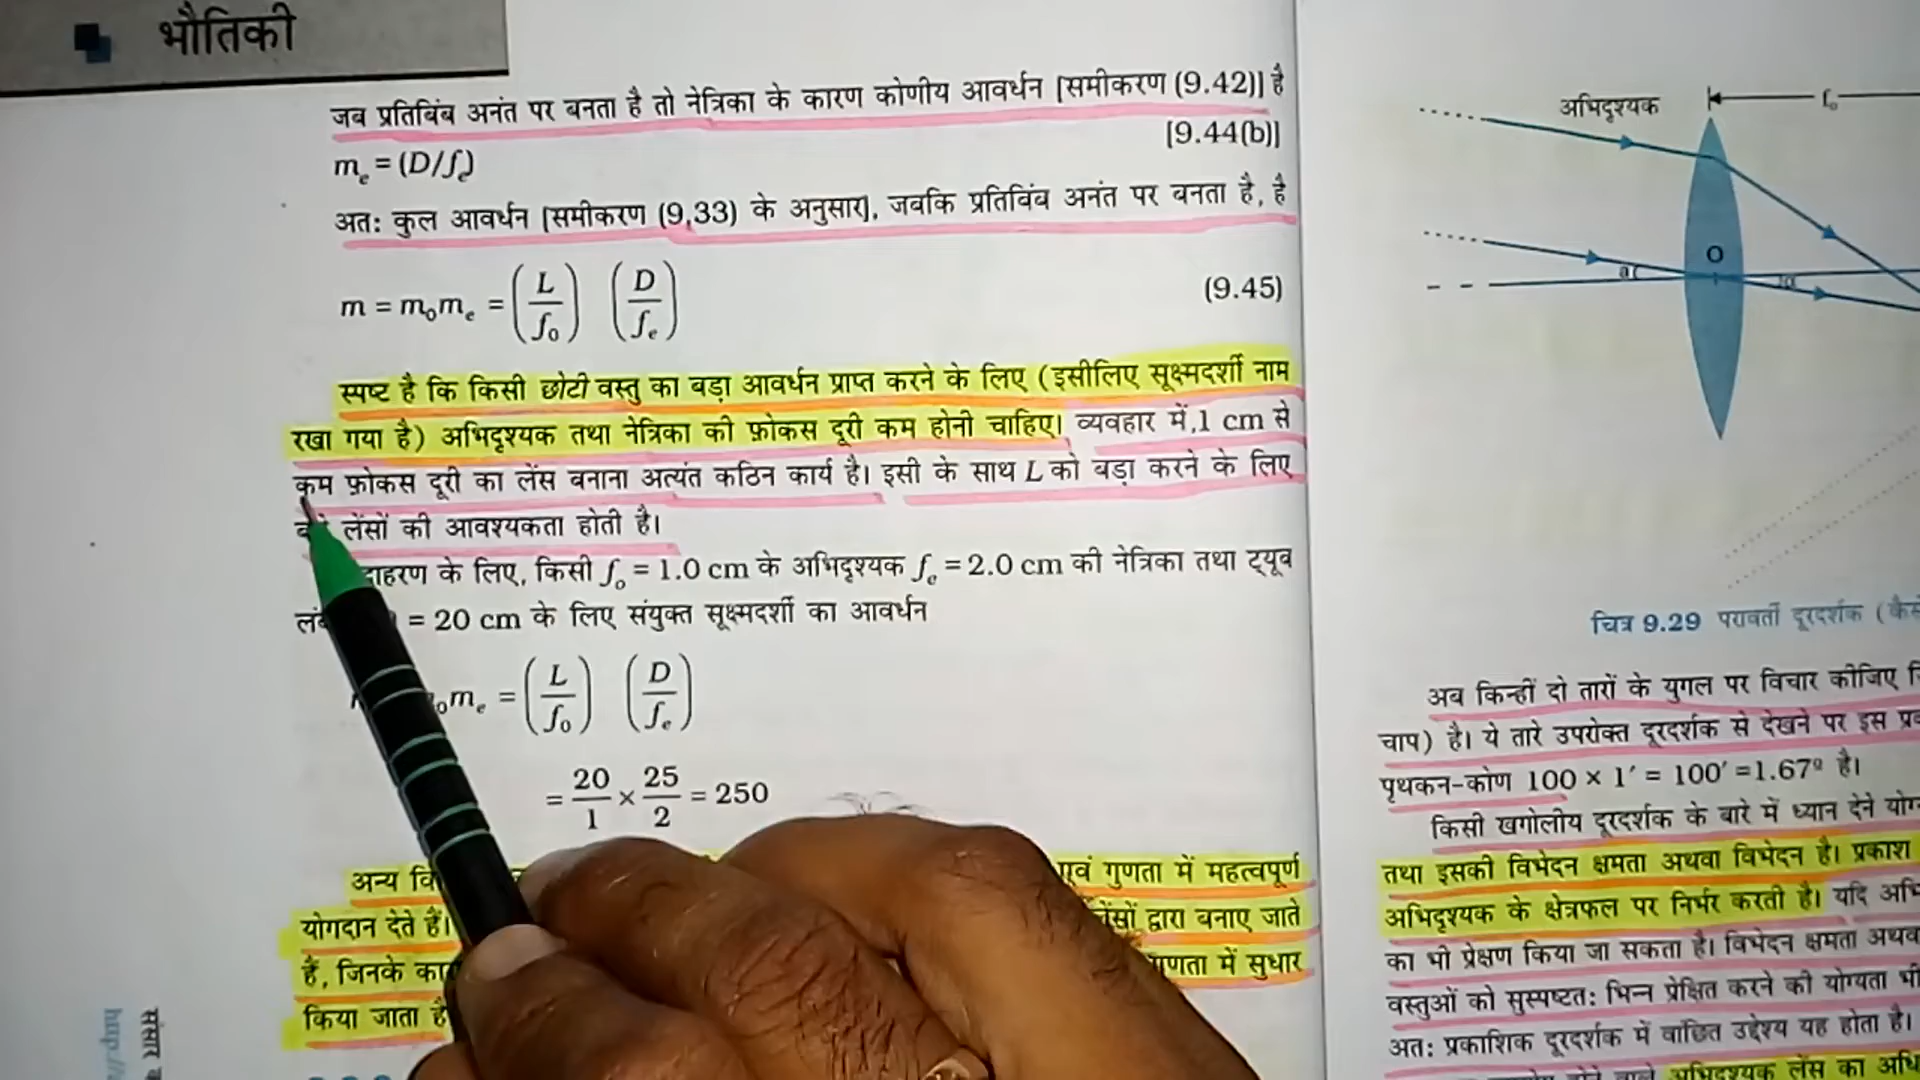 भौतिकी
जब प्रतिबिंब अनंत पर बनता है तो नेत्रिका के कारण कोणीय आवर्धन [समीकरण (9.42)] है
mₑ = (D/fₑ)
[9.44(b)]
अत: कुल आवर्धन [समीकरण (9.33) के अनुसार], जबकि प्रतिबिंब अनंत पर बनता है, है
m = m₀mₑ = (L/f₀) (D/fₑ) (9.45)
स्पष्ट है कि किसी छोटी वस्तु का बड़ा आवर्धन प्राप्त करने के लिए (इसीलिए सूक्ष्मदर्शी नाम
रखा गया है) अभिदृश्यक तथा नेत्रिका की फ़ोकस दूरी कम होनी चाहिए। व्यवहार में, 1 cm से
कम फ़ोकस दूरी का लेंस बनाना अत्यंत कठिन कार्य है। इसी के साथ L को बड़ा करने के लिए
लेंसों की आवश्यकता होती है।
के लिए, किसी fₒ = 1.0 cm के अभिदृश्यक fₑ = 2.0 cm की नेत्रिका तथा ट्यूब
= 20 cm के लिए संयुक्त सूक्ष्मदर्शी का आवर्धन
₀mₑ = (L/f₀) (D/fₑ)
= 20/1 × 25/2 = 250
अन्य एवं गुणता में महत्वपूर्ण
योगदान देते हैं। लेंसों द्वारा बनाए जाते
हैं, जिनके गुणता में सुधार
किया जाता है
संसार
http://
अभिदृश्यक
fₒ
O
α
चित्र 9.29 परावर्ती दूरदर्शक
अब किन्हीं दो तारों के युगल पर विचार कीजिए
चाप) है। ये तारे उपरोक्त दूरदर्शक से देखने पर इस
पृथकन-कोण 100 × 1′ = 100′ =1.67º है।
किसी खगोलीय दूरदर्शक के बारे में ध्यान देने
तथा इसकी विभेदन क्षमता अथवा विभेदन है। प्रकाश
अभिदृश्यक के क्षेत्रफल पर निर्भर करती है। यदि
का भी प्रेक्षण किया जा सकता है। विभेदन क्षमता
वस्तुओं को सुस्पष्टत: भिन्न प्रेक्षित करने की योग्यता भी
अत: प्रकाशिक दूरदर्शक में वांछित उद्देश्य यह होता है।
अभिदृश्यक लेंस का